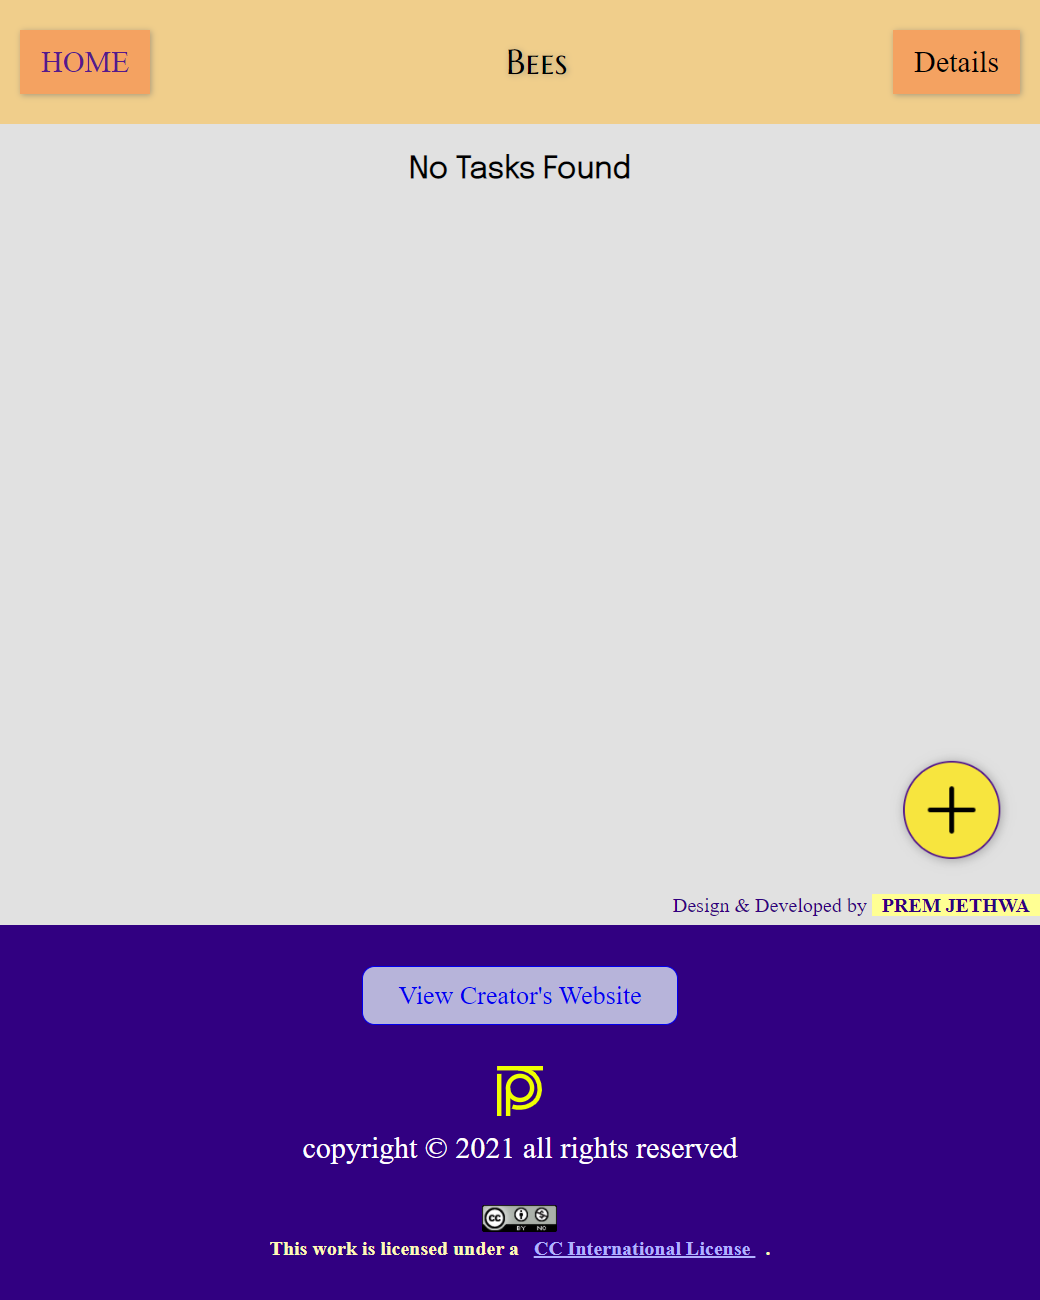 HOME
Bees
Details
No Tasks Found
Design & Developed by PREM JETHWA
View Creator's Website
copyright © 2021 all rights reserved
cc BY NC
This work is licensed under a CC International License .